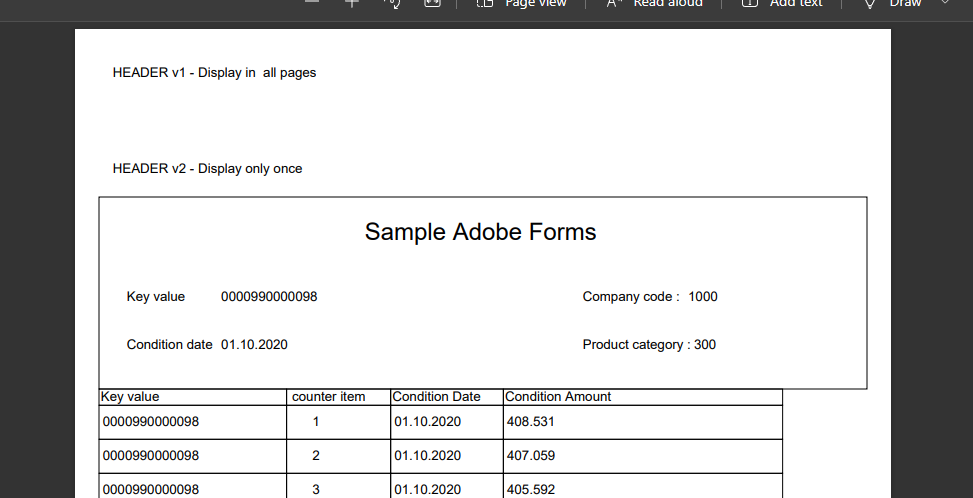 Page view Read aloud Add text Draw
HEADER v1 - Display in  all pages
HEADER v2 - Display only once
Sample Adobe Forms
Key value 0000990000098 Company code : 1000
Condition date 01.10.2020 Product category : 300
Key value counter item Condition Date Condition Amount
0000990000098 1 01.10.2020 408.531
0000990000098 2 01.10.2020 407.059
0000990000098 3 01.10.2020 405.592